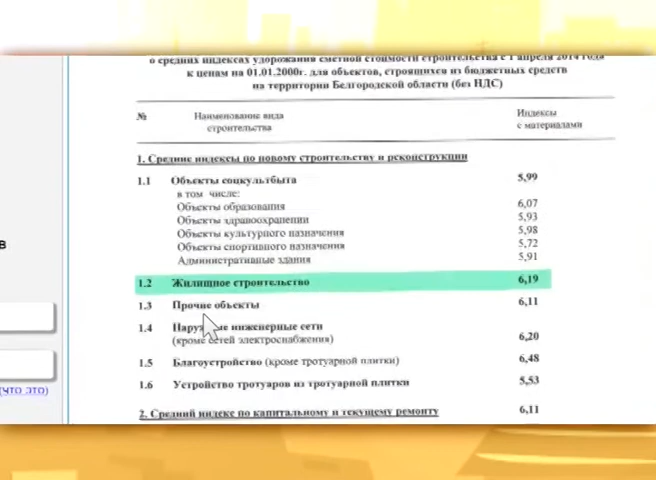 о средних индексах удорожания сметной стоимости строительства с 1 апреля 2014 года
к ценам на 01.01.2000г. для объектов, строящихся из бюджетных средств
на территории Белгородской области (без НДС)
№ Наименование вида строительства Индексы с материалами
1. Средние индексы по новому строительству и реконструкции
1.1 Объекты соцкультбыта 5,99
в том числе:
Объекты образования 6,07
Объекты здравоохранении 5,93
Объекты культурного назначения 5,98
Объекты спортивного назначения 5,72
Административные здания 5,91
в
1.2 Жилищное строительство 6,19
1.3 Прочие объекты 6,11
1.4 Наружные инженерные сети
(кроме сетей электроснабжения) 6,20
1.5 Благоустройство (кроме тротуарной плитки) 6,48
1.6 Устройство тротуаров из тротуарной плитки 5,53
(что это)
2. Средний индекс по капитальному и текущему ремонту 6,11